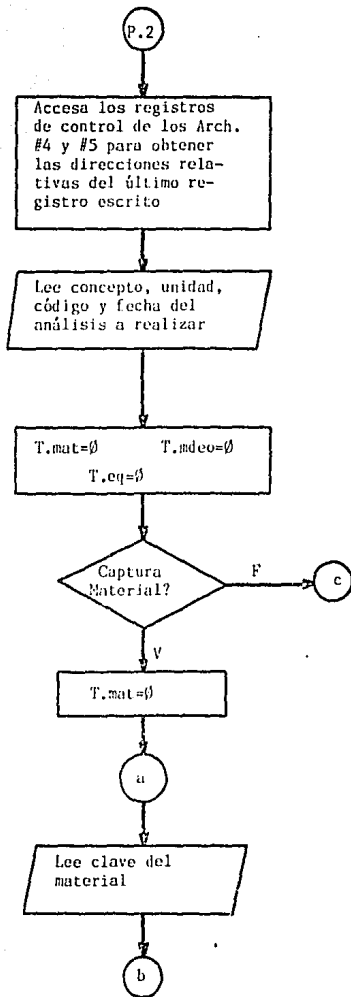 P.2
Accesa los registros
de control de los Arch.
#4 y #5 para obtener
las direcciones rela-
tivas del último re-
gistro escrito
Lee concepto, unidad,
código y fecha del
análisis a realizar
T.mat=Ø T.mdeo=Ø
T.eq=Ø
Captura
Material?
F
c
V
T.mat=Ø
a
Lee clave del
material
b